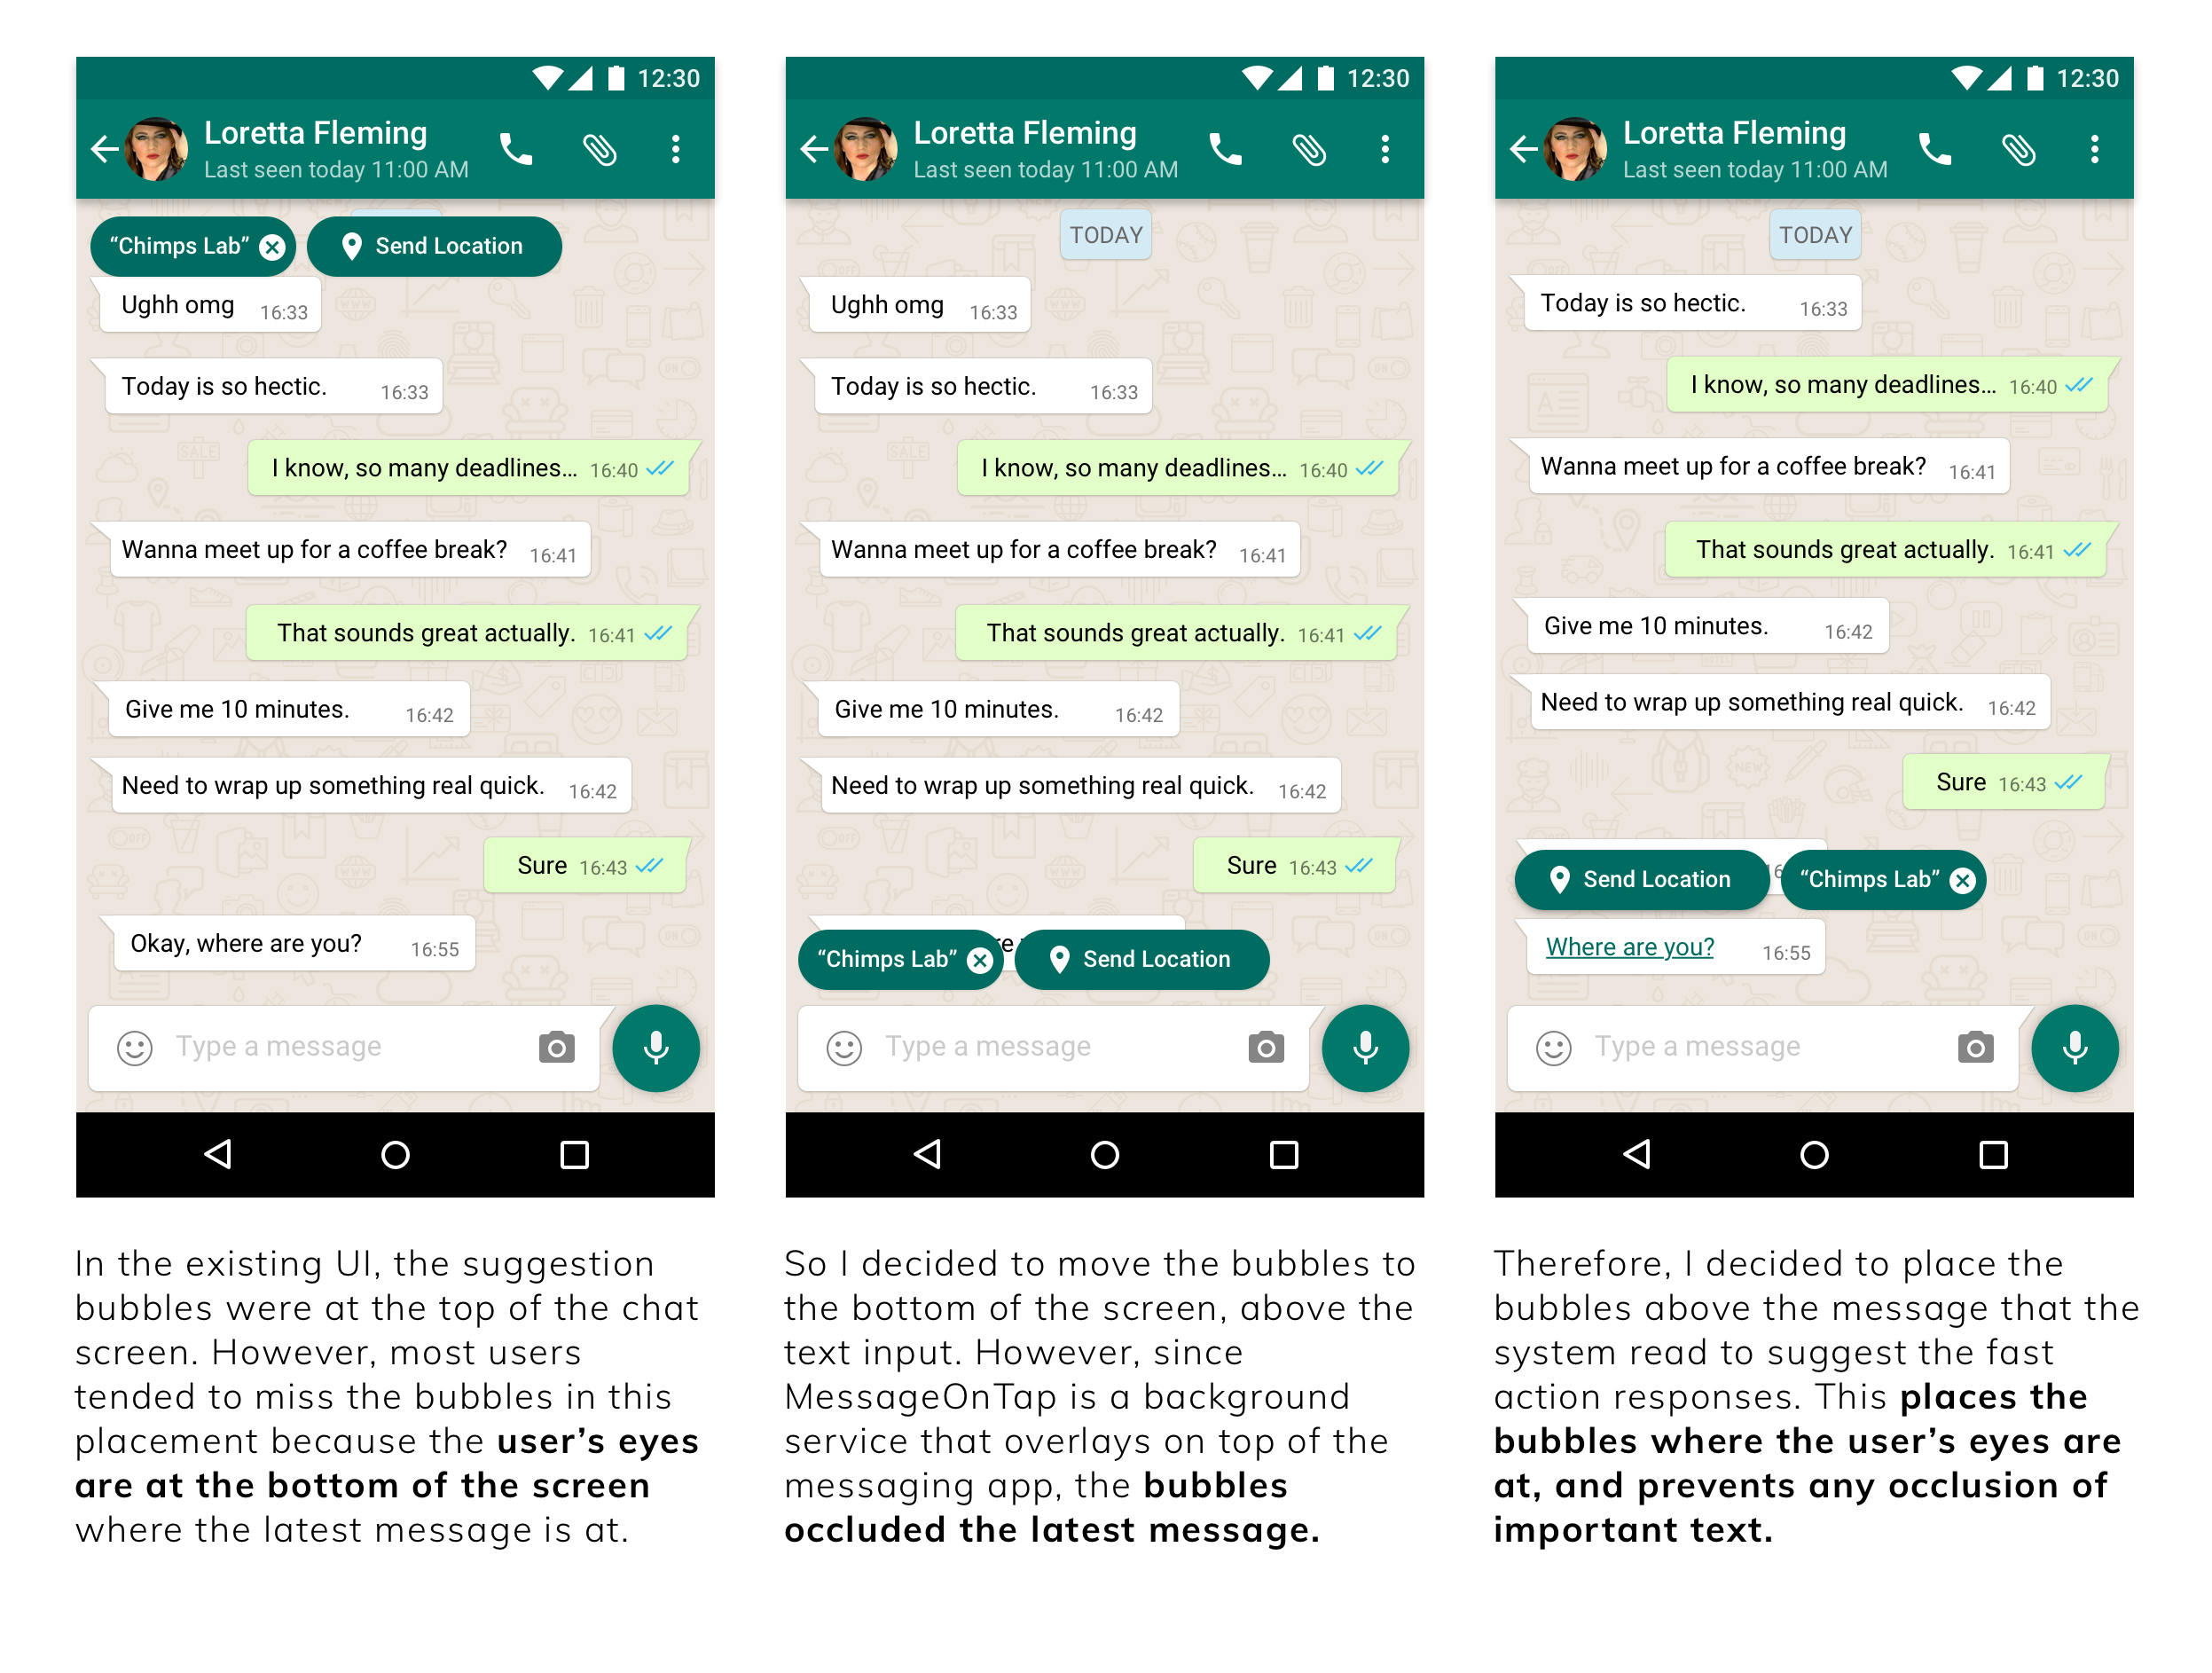 12:30
Loretta Fleming
Last seen today 11:00 AM
“Chimps Lab”
Send Location
Ughh omg 16:33
Today is so hectic. 16:33
I know, so many deadlines... 16:40
Wanna meet up for a coffee break? 16:41
That sounds great actually. 16:41
Give me 10 minutes. 16:42
Need to wrap up something real quick. 16:42
Sure 16:43
Okay, where are you? 16:55
Type a message
In the existing UI, the suggestion
bubbles were at the top of the chat
screen. However, most users
tended to miss the bubbles in this
placement because the user’s eyes
are at the bottom of the screen
where the latest message is at.
12:30
Loretta Fleming
Last seen today 11:00 AM
TODAY
Ughh omg 16:33
Today is so hectic. 16:33
I know, so many deadlines... 16:40
Wanna meet up for a coffee break? 16:41
That sounds great actually. 16:41
Give me 10 minutes. 16:42
Need to wrap up something real quick. 16:42
Sure 16:43
“Chimps Lab”
Send Location
Type a message
So I decided to move the bubbles to
the bottom of the screen, above the
text input. However, since
MessageOnTap is a background
service that overlays on top of the
messaging app, the bubbles
occluded the latest message.
12:30
Loretta Fleming
Last seen today 11:00 AM
TODAY
Today is so hectic. 16:33
I know, so many deadlines... 16:40
Wanna meet up for a coffee break? 16:41
That sounds great actually. 16:41
Give me 10 minutes. 16:42
Need to wrap up something real quick. 16:42
Sure 16:43
Send Location
“Chimps Lab”
Where are you? 16:55
Type a message
Therefore, I decided to place the
bubbles above the message that the
system read to suggest the fast
action responses. This places the
bubbles where the user’s eyes are
at, and prevents any occlusion of
important text.